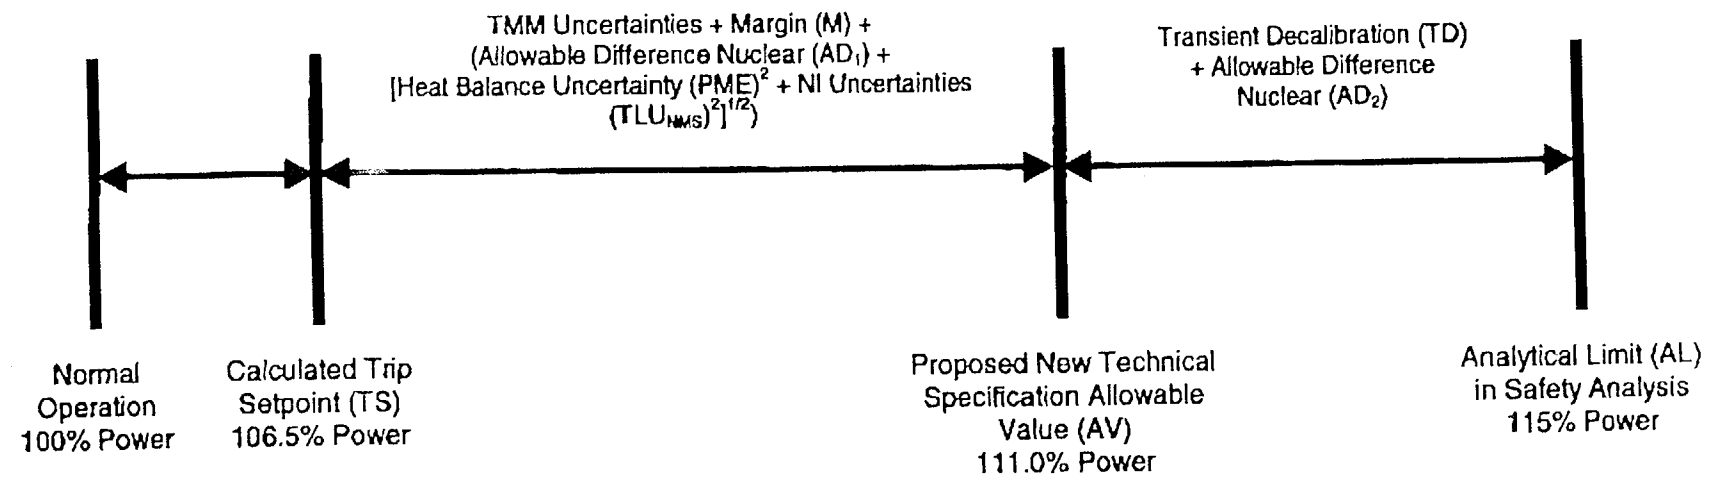 TMM Uncertainties + Margin (M) +
(Allowable Difference Nuclear (AD₁) +
[Heat Balance Uncertainty (PME)² + NI Uncertainties
(TLU_NMS)²]^1/2)
Transient Decalibration (TD)
+ Allowable Difference
Nuclear (AD₂)
Normal
Operation
100% Power
Calculated Trip
Setpoint (TS)
106.5% Power
Proposed New Technical
Specification Allowable
Value (AV)
111.0% Power
Analytical Limit (AL)
in Safety Analysis
115% Power